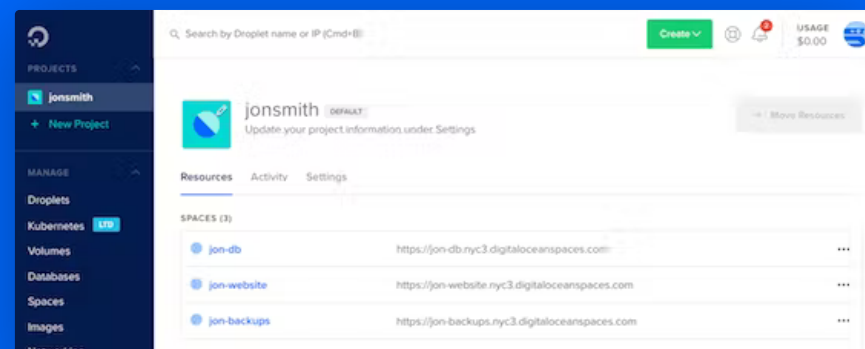 Search by Droplet name or IP (Cmd+B)
Create
2
USAGE
$0.00
PROJECTS
jonsmith
+ New Project
MANAGE
Droplets
Kubernetes LTD
Volumes
Databases
Spaces
Images
Networking
jonsmith DEFAULT
Update your project information under Settings
Move Resources
Resources Activity Settings
SPACES (3)
jon-db https://jon-db.nyc3.digitaloceanspaces.com
jon-website https://jon-website.nyc3.digitaloceanspaces.com
jon-backups https://jon-backups.nyc3.digitaloceanspaces.com